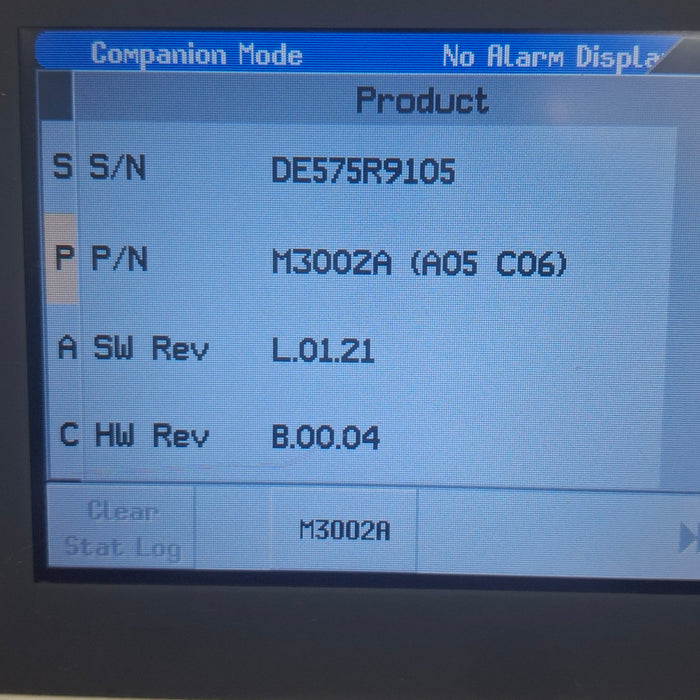 Companion Mode No Alarm Displa
Product
S S/N DE575R9105
P P/N M3002A (A05 C06)
A SW Rev L.01.21
C HW Rev B.00.04
Clear
Stat Log
M3002A